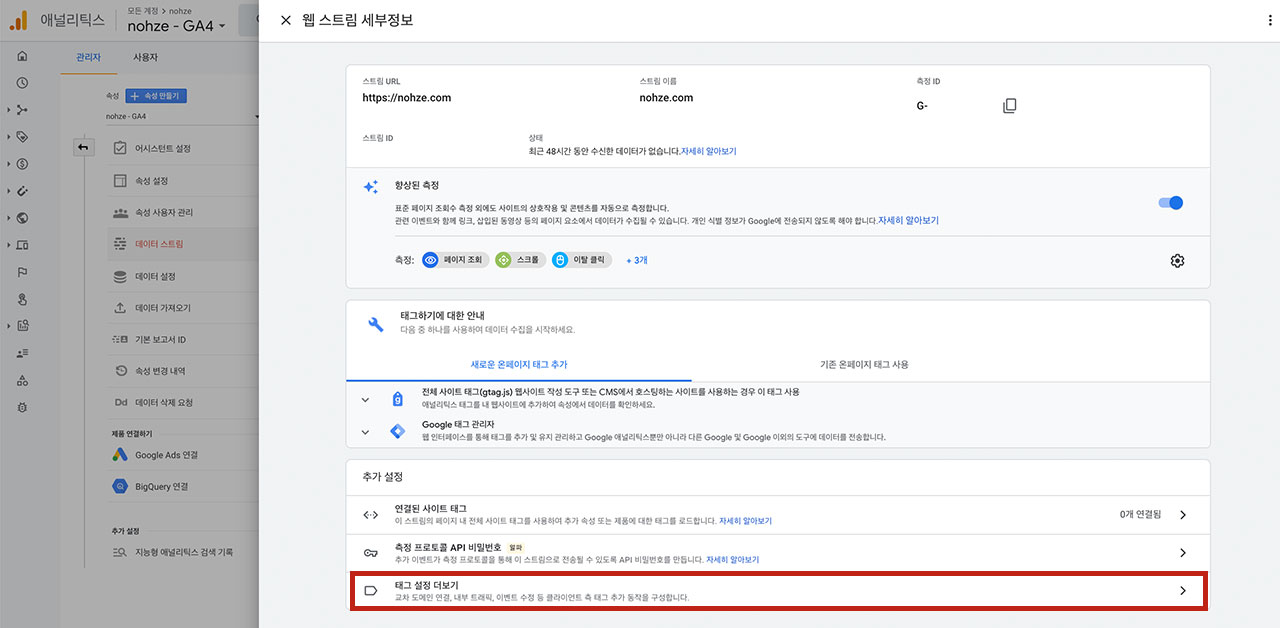 애널리틱스
모든 계정 > nohze
nohze - GA4
웹 스트림 세부정보
관리자
사용자
속성
속성 만들기
nohze - GA4
어시스턴트 설정
속성 설정
속성 사용자 관리
데이터 스트림
데이터 설정
데이터 가져오기
기본 보고서 ID
속성 변경 내역
Dd 데이터 삭제 요청
제품 연결하기
Google Ads 연결
BigQuery 연결
추가 설정
지능형 애널리틱스 검색 기록
스트림 URL
https://nohze.com
스트림 이름
nohze.com
측정 ID
G-
스트림 ID
상태
최근 48시간 동안 수신한 데이터가 없습니다.자세히 알아보기
향상된 측정
표준 페이지 조회수 측정 외에도 사이트의 상호작용 및 콘텐츠를 자동으로 측정합니다.
관련 이벤트와 함께 링크, 삽입된 동영상 등의 페이지 요소에서 데이터가 수집될 수 있습니다. 개인 식별 정보가 Google에 전송되지 않도록 해야 합니다.자세히 알아보기
측정: 페이지 조회 스크롤 이탈 클릭 + 3개
태그하기에 대한 안내
다음 중 하나를 사용하여 데이터 수집을 시작하세요.
새로운 온페이지 태그 추가
기존 온페이지 태그 사용
전체 사이트 태그(gtag.js) 웹사이트 작성 도구 또는 CMS에서 호스팅하는 사이트를 사용하는 경우 이 태그 사용
애널리틱스 태그를 내 웹사이트에 추가하여 속성에서 데이터를 확인하세요.
Google 태그 관리자
웹 인터페이스를 통해 태그를 추가 및 유지 관리하고 Google 애널리틱스뿐만 아니라 다른 Google 및 Google 이외의 도구에 데이터를 전송합니다.
추가 설정
연결된 사이트 태그
이 스트림의 페이지 내 전체 사이트 태그를 사용하여 추가 속성 또는 제품에 대한 태그를 로드합니다. 자세히 알아보기
0개 연결됨
측정 프로토콜 API 비밀번호 알파
추가 이벤트가 측정 프로토콜을 통해 이 스트림으로 전송될 수 있도록 API 비밀번호를 만듭니다. 자세히 알아보기
태그 설정 더보기
교차 도메인 연결, 내부 트래픽, 이벤트 수정 등 클라이언트 측 태그 추가 동작을 구성합니다.